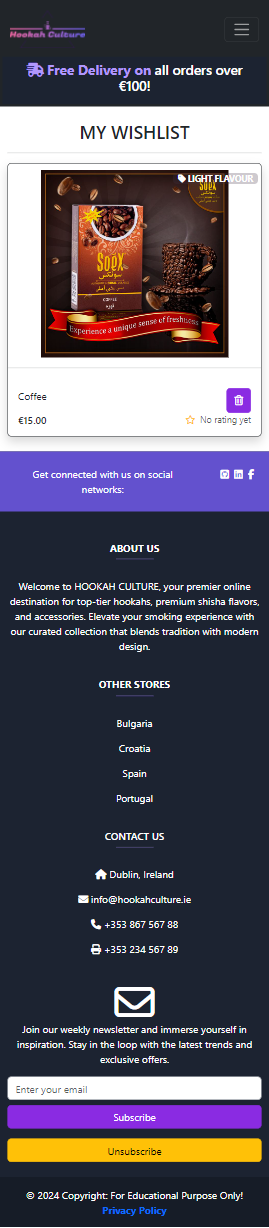 Hookah Culture
Free Delivery on all orders over
€100!
MY WISHLIST
LIGHT FLAVOUR
SOEX
سوئكس
COFFEE
Experience a unique sense of freshness
Coffee
€15.00
No rating yet
Get connected with us on social
networks:
ABOUT US
Welcome to HOOKAH CULTURE, your premier online
destination for top-tier hookahs, premium shisha flavors,
and accessories. Elevate your smoking experience with
our curated collection that blends tradition with modern
design.
OTHER STORES
Bulgaria
Croatia
Spain
Portugal
CONTACT US
Dublin, Ireland
info@hookahculture.ie
+353 867 567 88
+353 234 567 89
Join our weekly newsletter and immerse yourself in
inspiration. Stay in the loop with the latest trends and
exclusive offers.
Enter your email
Subscribe
Unsubscribe
© 2024 Copyright: For Educational Purpose Only!
Privacy Policy